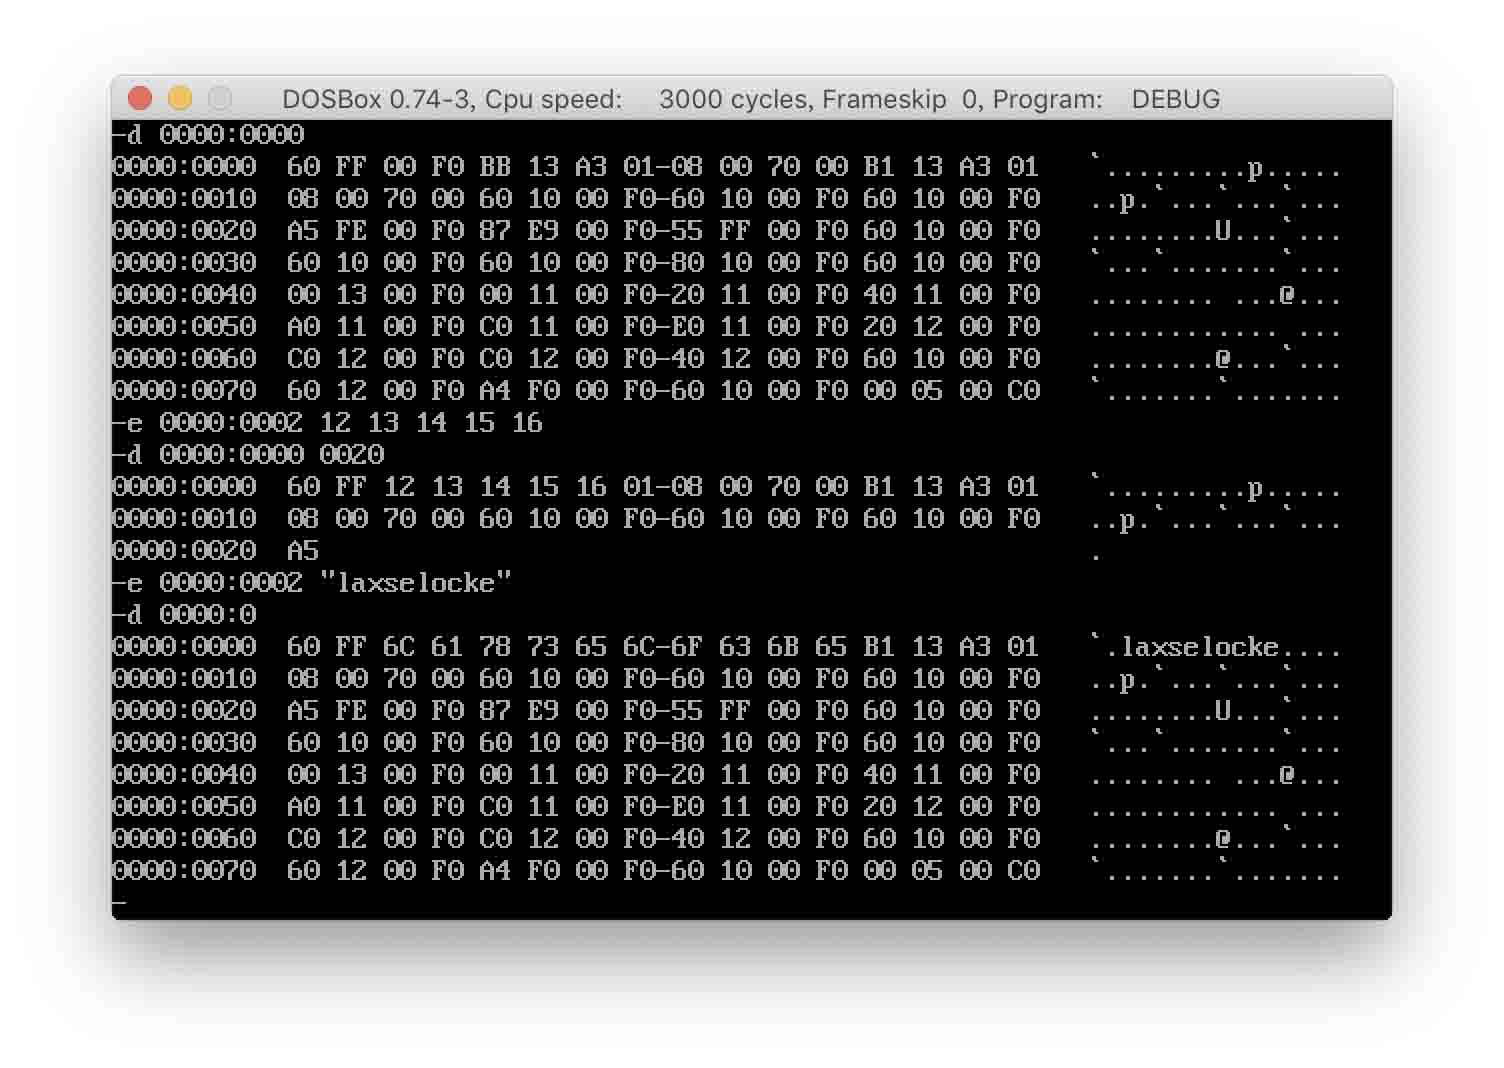 DOSBox 0.74-3, Cpu speed:    3000 cycles, Frameskip  0, Program:   DEBUG
-d 0000:0000
0000:0000  60 FF 00 F0 BB 13 A3 01-08 00 70 00 B1 13 A3 01   `.........p.....
0000:0010  08 00 70 00 60 10 00 F0-60 10 00 F0 60 10 00 F0   ..p.`...`...`...
0000:0020  A5 FE 00 F0 87 E9 00 F0-55 FF 00 F0 60 10 00 F0   ........U...`...
0000:0030  60 10 00 F0 60 10 00 F0-80 10 00 F0 60 10 00 F0   `...`.......`...
0000:0040  00 13 00 F0 00 11 00 F0-20 11 00 F0 40 11 00 F0   ........ ...@...
0000:0050  A0 11 00 F0 C0 11 00 F0-E0 11 00 F0 20 12 00 F0   ............ ...
0000:0060  C0 12 00 F0 C0 12 00 F0-40 12 00 F0 60 10 00 F0   ........@...`...
0000:0070  60 12 00 F0 A4 F0 00 F0-60 10 00 F0 00 05 00 C0   `.......`.......
-e 0000:0002 12 13 14 15 16
-d 0000:0000 0020
0000:0000  60 FF 12 13 14 15 16 01-08 00 70 00 B1 13 A3 01   `.........p.....
0000:0010  08 00 70 00 60 10 00 F0-60 10 00 F0 60 10 00 F0   ..p.`...`...`...
0000:0020  A5                                                .
-e 0000:0002 "laxselocke"
-d 0000:0
0000:0000  60 FF 6C 61 78 73 65 6C-6F 63 6B 65 B1 13 A3 01   `.laxselocke....
0000:0010  08 00 70 00 60 10 00 F0-60 10 00 F0 60 10 00 F0   ..p.`...`...`...
0000:0020  A5 FE 00 F0 87 E9 00 F0-55 FF 00 F0 60 10 00 F0   ........U...`...
0000:0030  60 10 00 F0 60 10 00 F0-80 10 00 F0 60 10 00 F0   `...`.......`...
0000:0040  00 13 00 F0 00 11 00 F0-20 11 00 F0 40 11 00 F0   ........ ...@...
0000:0050  A0 11 00 F0 C0 11 00 F0-E0 11 00 F0 20 12 00 F0   ............ ...
0000:0060  C0 12 00 F0 C0 12 00 F0-40 12 00 F0 60 10 00 F0   ........@...`...
0000:0070  60 12 00 F0 A4 F0 00 F0-60 10 00 F0 00 05 00 C0   `.......`.......
-